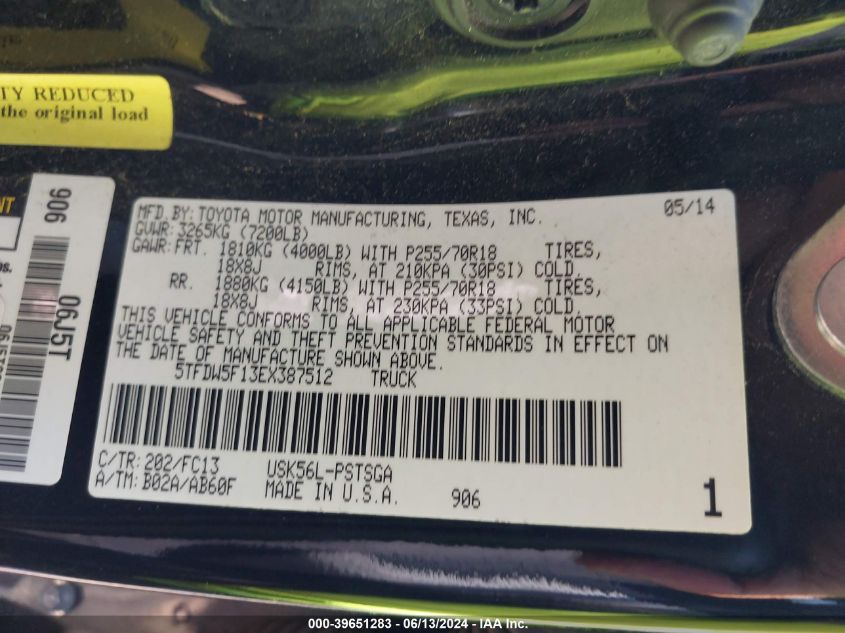 TY REDUCED
the original load
NT
906
06J5T
MFD.BY:TOYOTA MOTOR MANUFACTURING, TEXAS, INC. 05/14
GVWR: 3265KG (7200LB)
GAWR: FRT. 1810KG (4000LB) WITH P255/70R18 TIRES,
18X8J RIMS, AT 210KPA (30PSI) COLD.
RR. 1880KG (4150LB) WITH P255/70R18 TIRES,
18X8J RIMS, AT 230KPA (33PSI) COLD.
THIS VEHICLE CONFORMS TO ALL APPLICABLE FEDERAL MOTOR
VEHICLE SAFETY AND THEFT PREVENTION STANDARDS IN EFFECT ON
THE DATE OF MANUFACTURE SHOWN ABOVE.
5TFDW5F13EX387512 TRUCK
C/TR: 202/FC13 USK56L-PSTSGA
A/TM: B02A/AB60F MADE IN U.S.A. 906 1
000-39651283 - 06/13/2024 - IAA Inc.